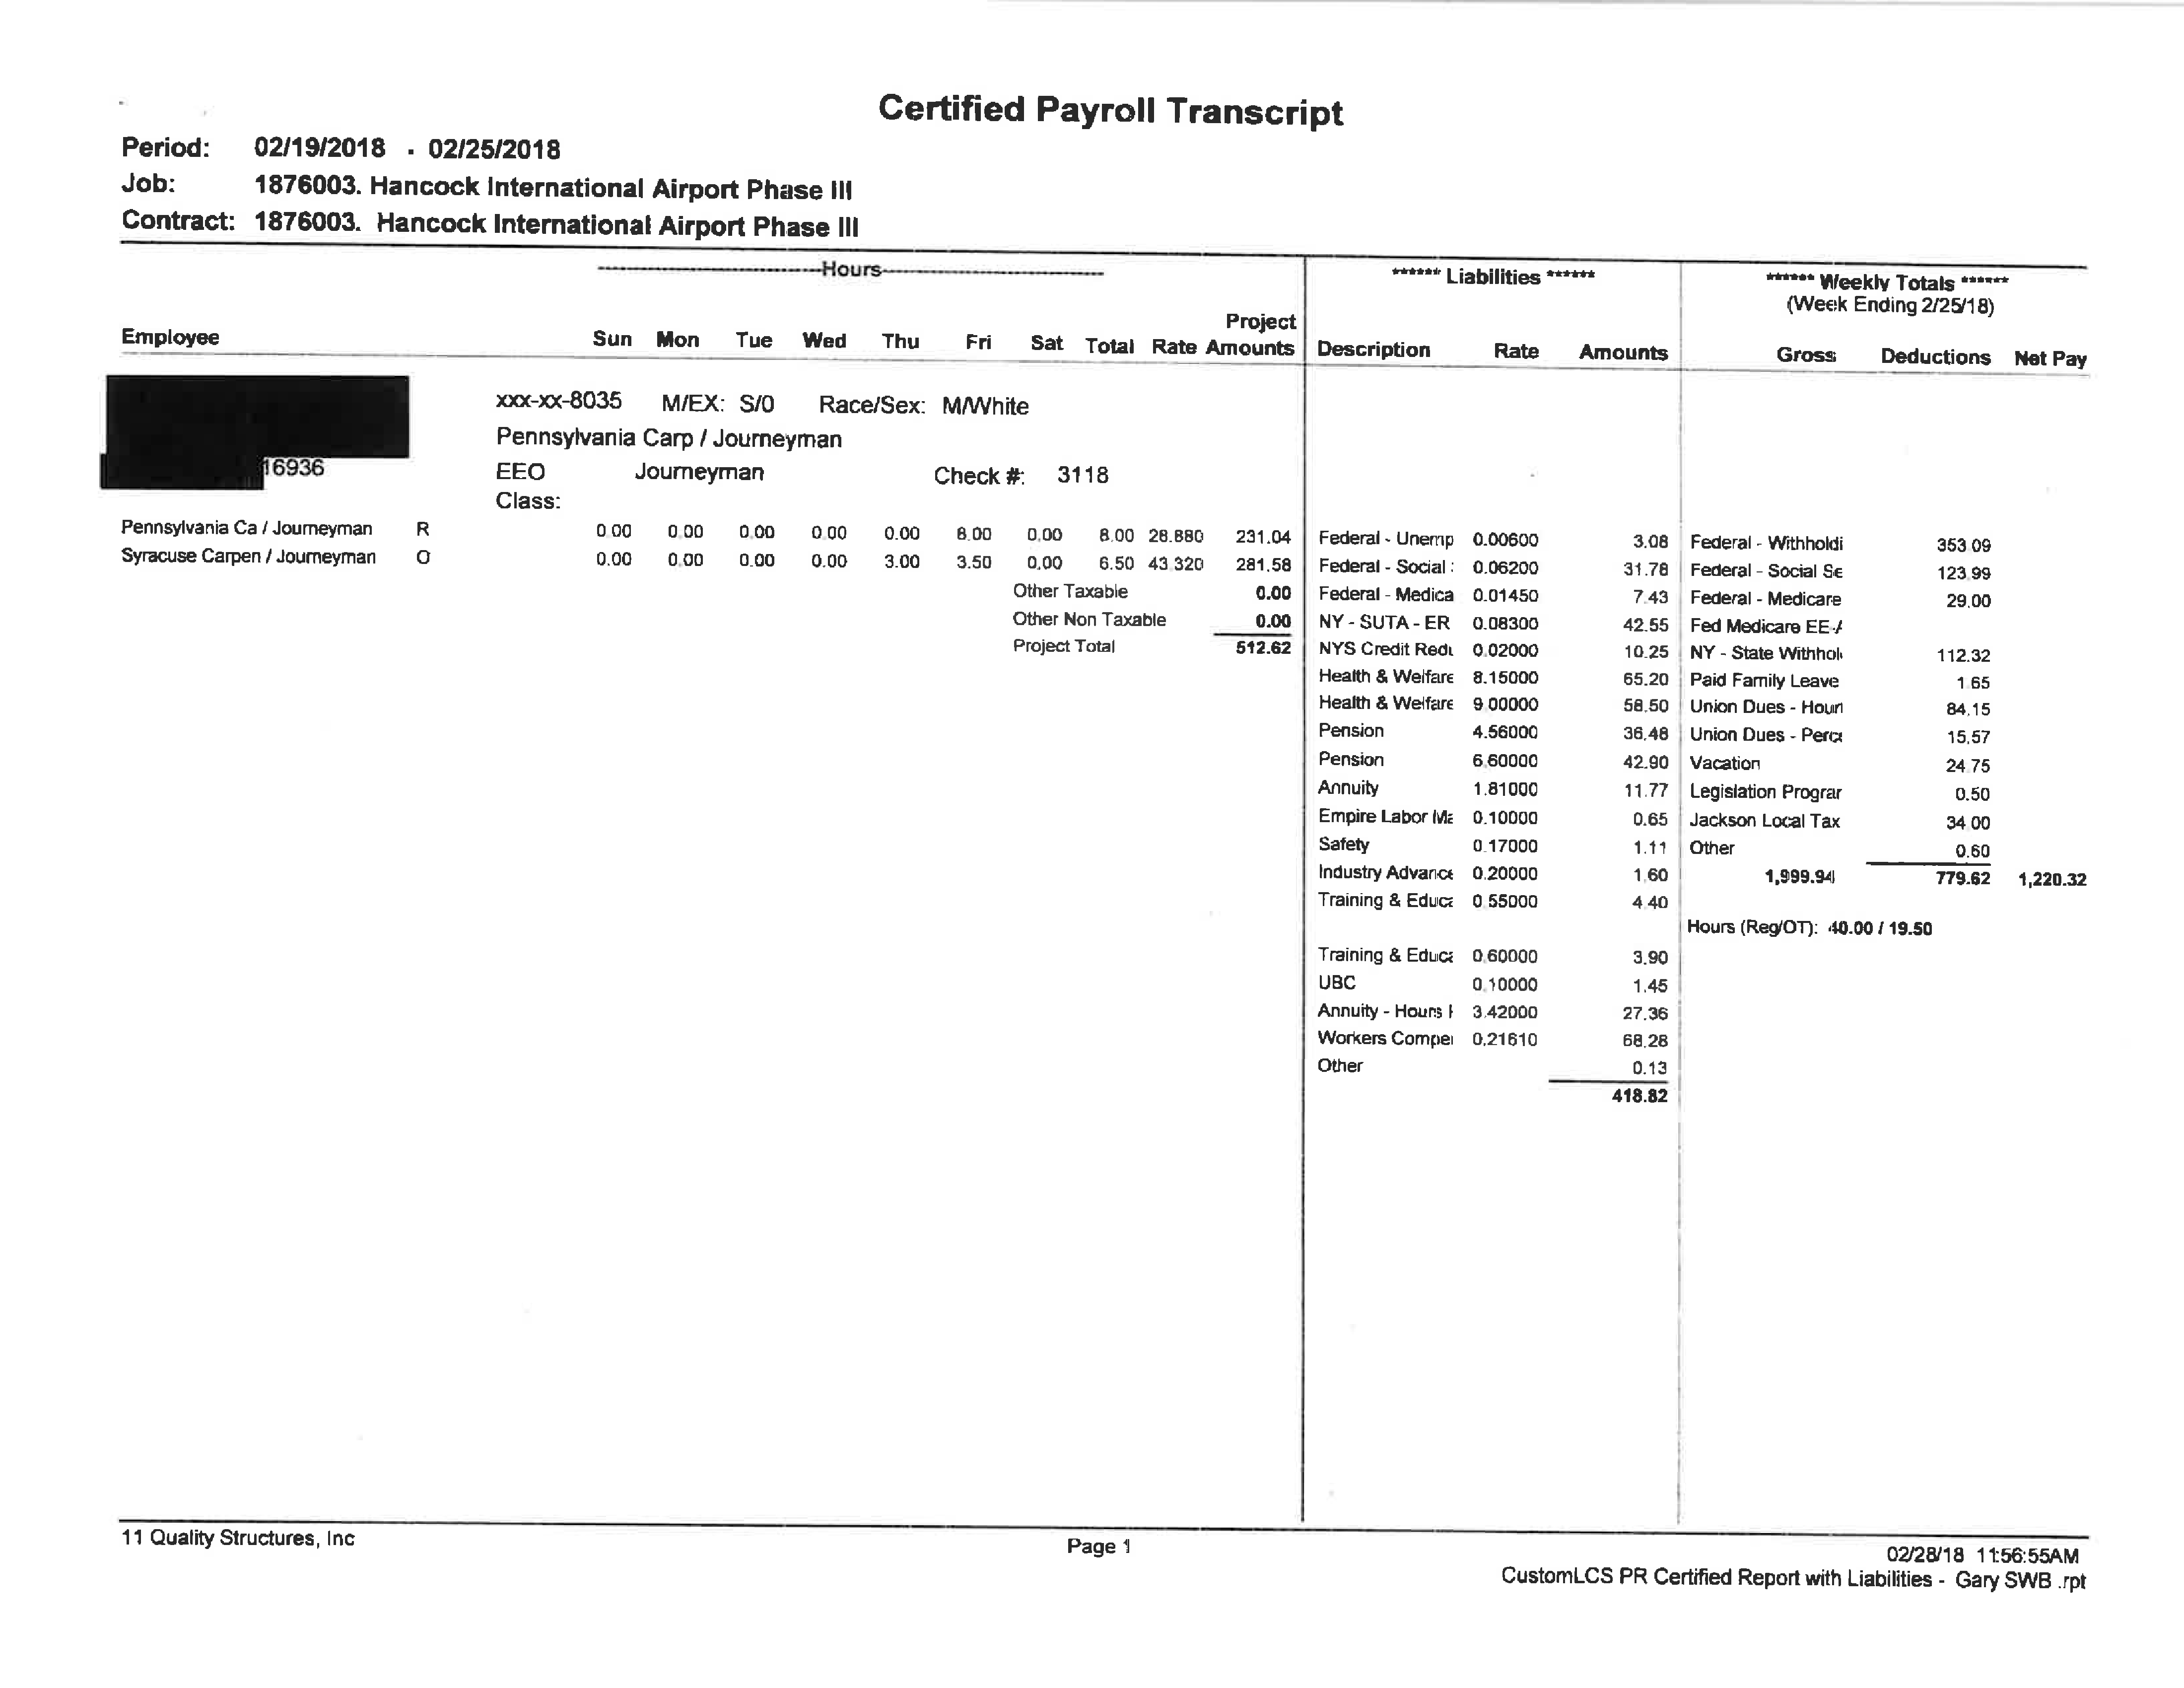 Certified Payroll Transcript
Period: 02/19/2018 - 02/25/2018
Job: 1876003. Hancock International Airport Phase III
Contract: 1876003. Hancock International Airport Phase III
----Hours---- ****** Liabilities ****** ****** Weekly Totals ******
(Week Ending 2/25/18)
Employee Sun Mon Tue Wed Thu Fri Sat Total Rate Project Amounts Description Rate Amounts Gross Deductions Net Pay
xxx-xx-8035 M/EX: S/0 Race/Sex: M/White
Pennsylvania Carp / Journeyman
16936 EEO Class: Journeyman Check #: 3118
Pennsylvania Ca / Journeyman R 0.00 0.00 0.00 0.00 0.00 8.00 0.00 8.00 28.880 231.04 Federal - Unemp 0.00600 3.08 Federal - Withholdi 353.09
Syracuse Carpen / Journeyman O 0.00 0.00 0.00 0.00 3.00 3.50 0.00 6.50 43.320 281.58 Federal - Social 0.06200 31.78 Federal - Social Se 123.99
Other Taxable 0.00 Federal - Medica 0.01450 7.43 Federal - Medicare 29.00
Other Non Taxable 0.00 NY - SUTA - ER 0.08300 42.55 Fed Medicare EE-A
Project Total 512.62 NYS Credit Redu 0.02000 10.25 NY - State Withhol 112.32
Health & Welfare 8.15000 65.20 Paid Family Leave 1.65
Health & Welfare 9.00000 58.50 Union Dues - Hourl 84.15
Pension 4.56000 36.48 Union Dues - Perce 15.57
Pension 6.60000 42.90 Vacation 24.75
Annuity 1.81000 11.77 Legislation Prograr 0.50
Empire Labor Ma 0.10000 0.65 Jackson Local Tax 34.00
Safety 0.17000 1.11 Other 0.60
Industry Advance 0.20000 1.60 1,999.94 779.62 1,220.32
Training & Educa 0.55000 4.40
Hours (Reg/OT): 40.00 / 19.50
Training & Educa 0.60000 3.90
UBC 0.10000 1.45
Annuity - Hours 3.42000 27.36
Workers Compe 0.21610 68.28
Other 0.13
418.82
11 Quality Structures, Inc Page 1 02/28/18 11:56:55AM
CustomLCS PR Certified Report with Liabilities - Gary SWB .rpt